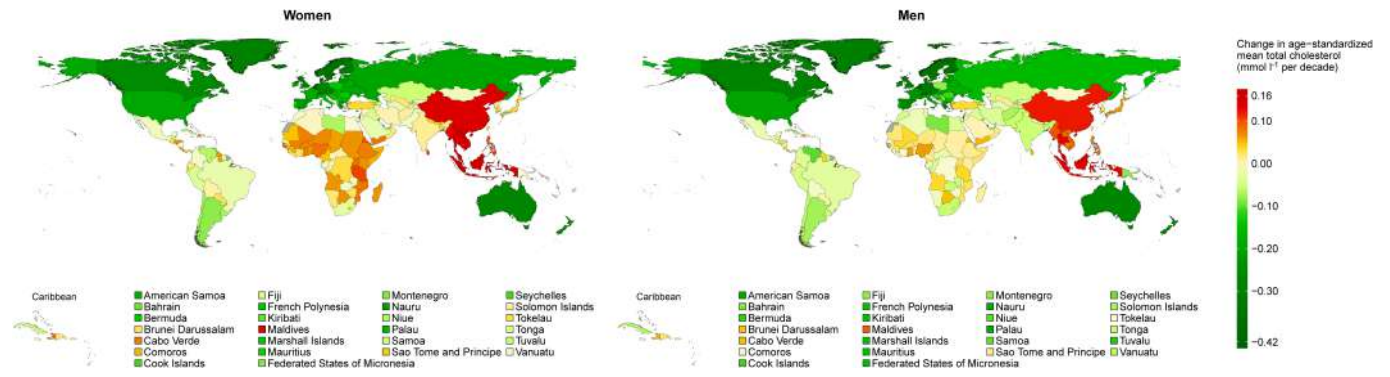 Women
Men
Change in age−standardized
mean total cholesterol
(mmol l⁻¹ per decade)
0.16
0.10
0.00
−0.10
−0.20
−0.30
−0.42
Caribbean
American Samoa
Bahrain
Bermuda
Brunei Darussalam
Cabo Verde
Comoros
Cook Islands
Fiji
French Polynesia
Kiribati
Maldives
Marshall Islands
Mauritius
Federated States of Micronesia
Montenegro
Nauru
Niue
Palau
Samoa
Sao Tome and Principe
Seychelles
Solomon Islands
Tokelau
Tonga
Tuvalu
Vanuatu
Caribbean
American Samoa
Bahrain
Bermuda
Brunei Darussalam
Cabo Verde
Comoros
Cook Islands
Fiji
French Polynesia
Kiribati
Maldives
Marshall Islands
Mauritius
Federated States of Micronesia
Montenegro
Nauru
Niue
Palau
Samoa
Sao Tome and Principe
Seychelles
Solomon Islands
Tokelau
Tonga
Tuvalu
Vanuatu